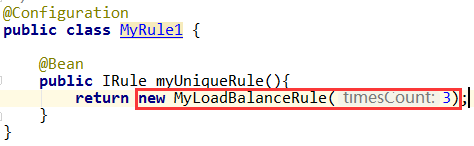 @Configuration
public class MyRule1 {
@Bean
public IRule myUniqueRule(){
return new MyLoadBalanceRule( timesCount: 3);
}
}